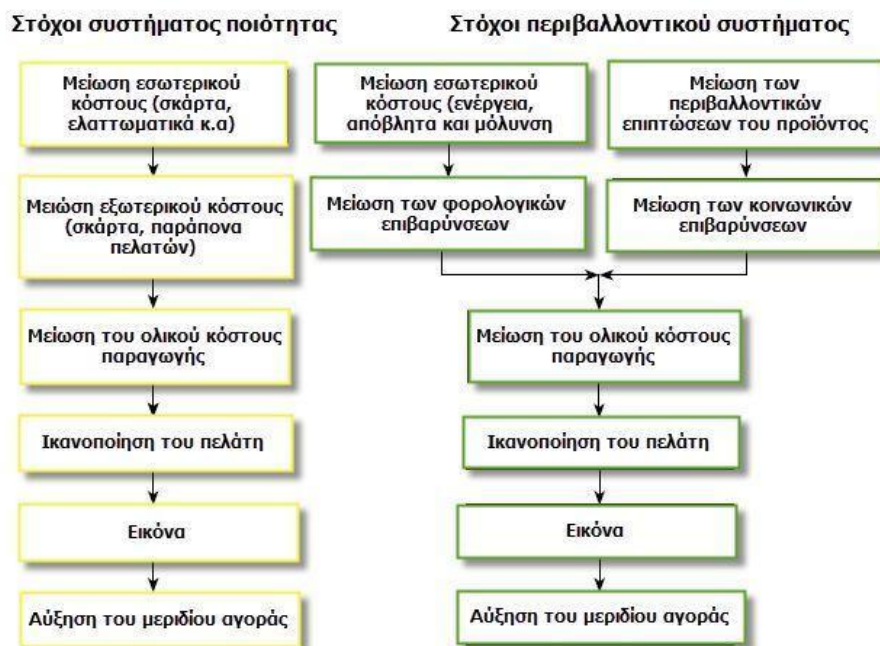 Στόχοι συστήματος ποιότητας
Μείωση εσωτερικού
κόστους (σκάρτα,
ελαττωματικά κ.α)
Μειώση εξωτερικού κόστους
(σκάρτα, παράπονα
πελατών)
Μείωση του ολικού κόστους
παραγωγής
Ικανοποίηση του πελάτη
Εικόνα
Αύξηση του μεριδίου αγοράς
Στόχοι περιβαλλοντικού συστήματος
Μείωση εσωτερικού
κόστους (ενέργεια,
απόβλητα και μόλυνση
Μείωση των
περιβαλλοντικών
επιπτώσεων του προϊόντος
Μείωση των φορολογικών
επιβαρύνσεων
Μείωση των κοινωνικών
επιβαρύνσεων
Μείωση του ολικού κόστους
παραγωγής
Ικανοποίηση του πελάτη
Εικόνα
Αύξηση του μεριδίου αγοράς